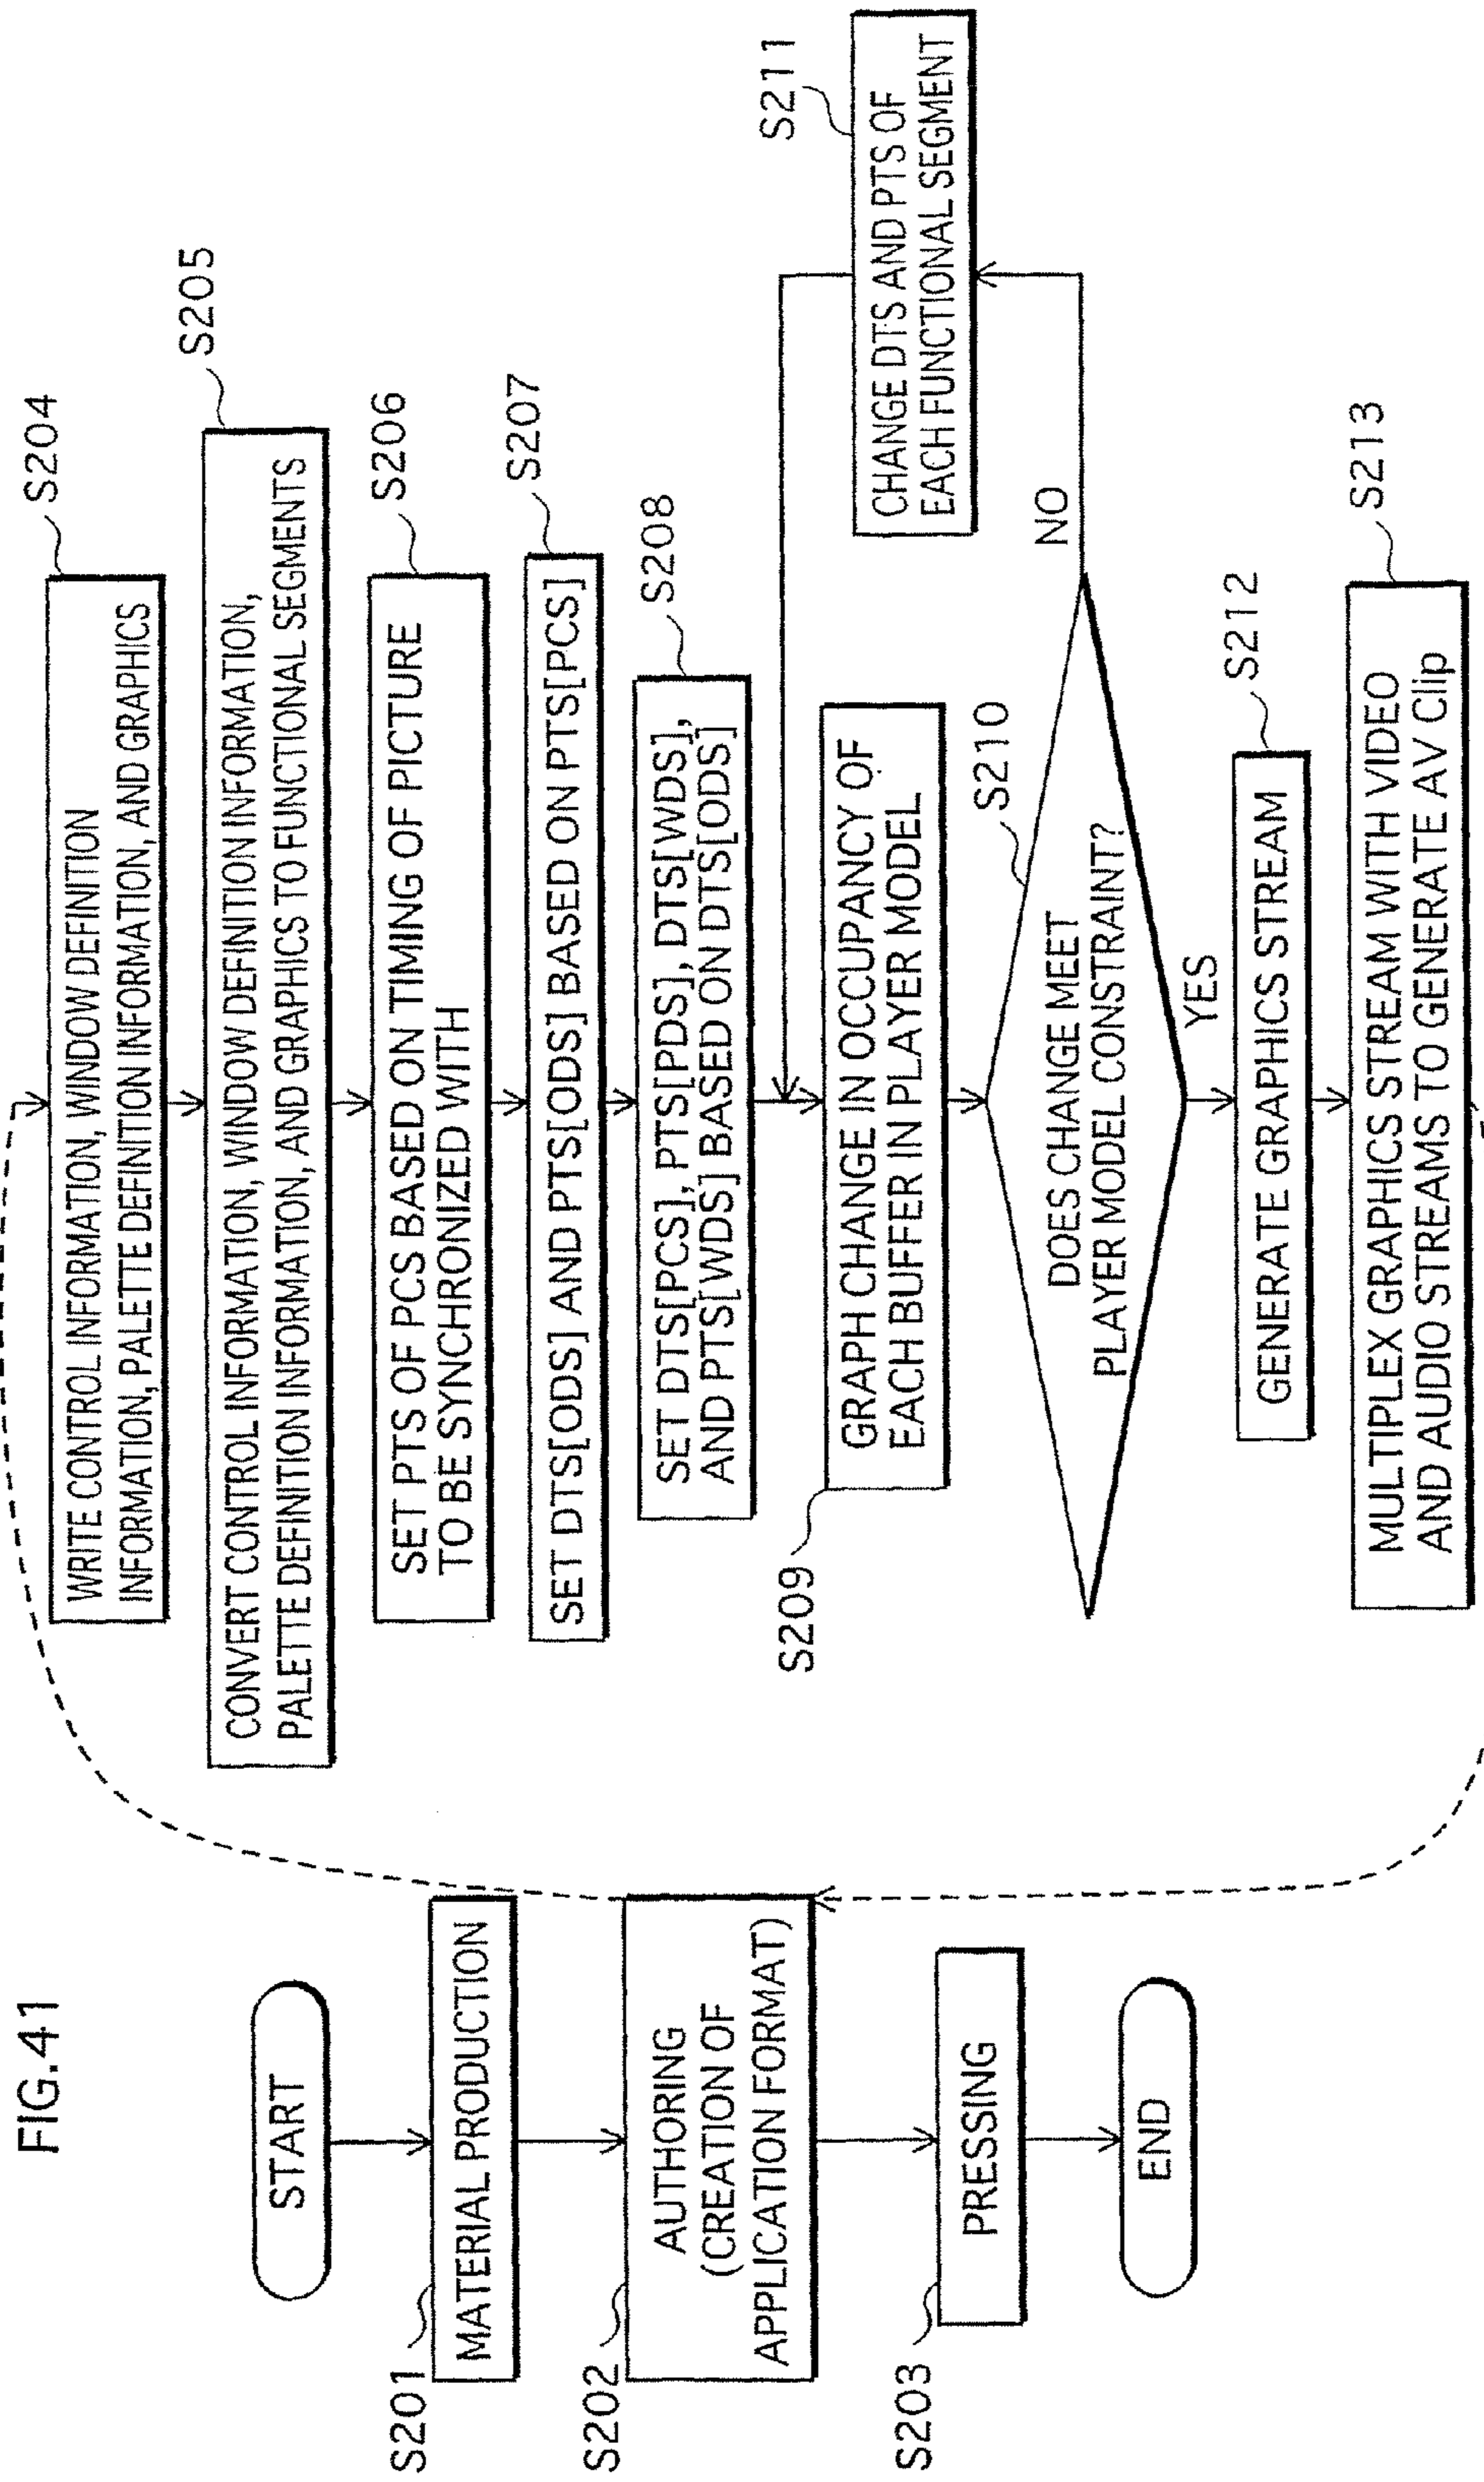 FIG.41
START
S201
MATERIAL PRODUCTION
S202
AUTHORING
(CREATION OF
APPLICATION FORMAT)
S203
PRESSING
END
S204
WRITE CONTROL INFORMATION, WINDOW DEFINITION
INFORMATION, PALETTE DEFINITION INFORMATION, AND GRAPHICS
S205
CONVERT CONTROL INFORMATION, WINDOW DEFINITION INFORMATION,
PALETTE DEFINITION INFORMATION, AND GRAPHICS TO FUNCTIONAL SEGMENTS
S206
SET PTS OF PCS BASED ON TIMING OF PICTURE
TO BE SYNCHRONIZED WITH
S207
SET DTS[ODS] AND PTS[ODS] BASED ON PTS[PCS]
S208
SET DTS[PCS], PTS[PDS], DTS[WDS],
AND PTS[WDS] BASED ON DTS[ODS]
S209
GRAPH CHANGE IN OCCUPANCY OF
EACH BUFFER IN PLAYER MODEL
S210
DOES CHANGE MEET
PLAYER MODEL CONSTRAINT?
NO
S211
CHANGE DTS AND PTS OF
EACH FUNCTIONAL SEGMENT
YES
S212
GENERATE GRAPHICS STREAM
S213
MULTIPLEX GRAPHICS STREAM WITH VIDEO
AND AUDIO STREAMS TO GENERATE AV Clip